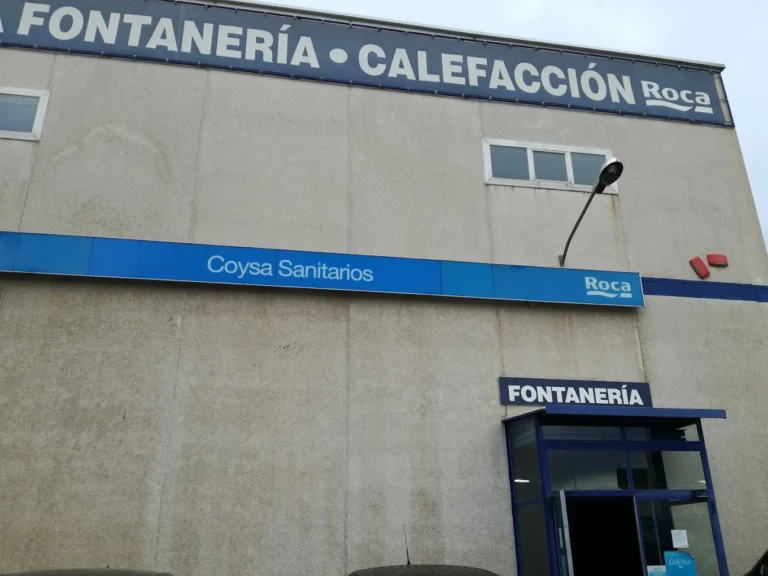 A FONTANERÍA • CALEFACCIÓN Roca
Coysa Sanitarios Roca
FONTANERÍA